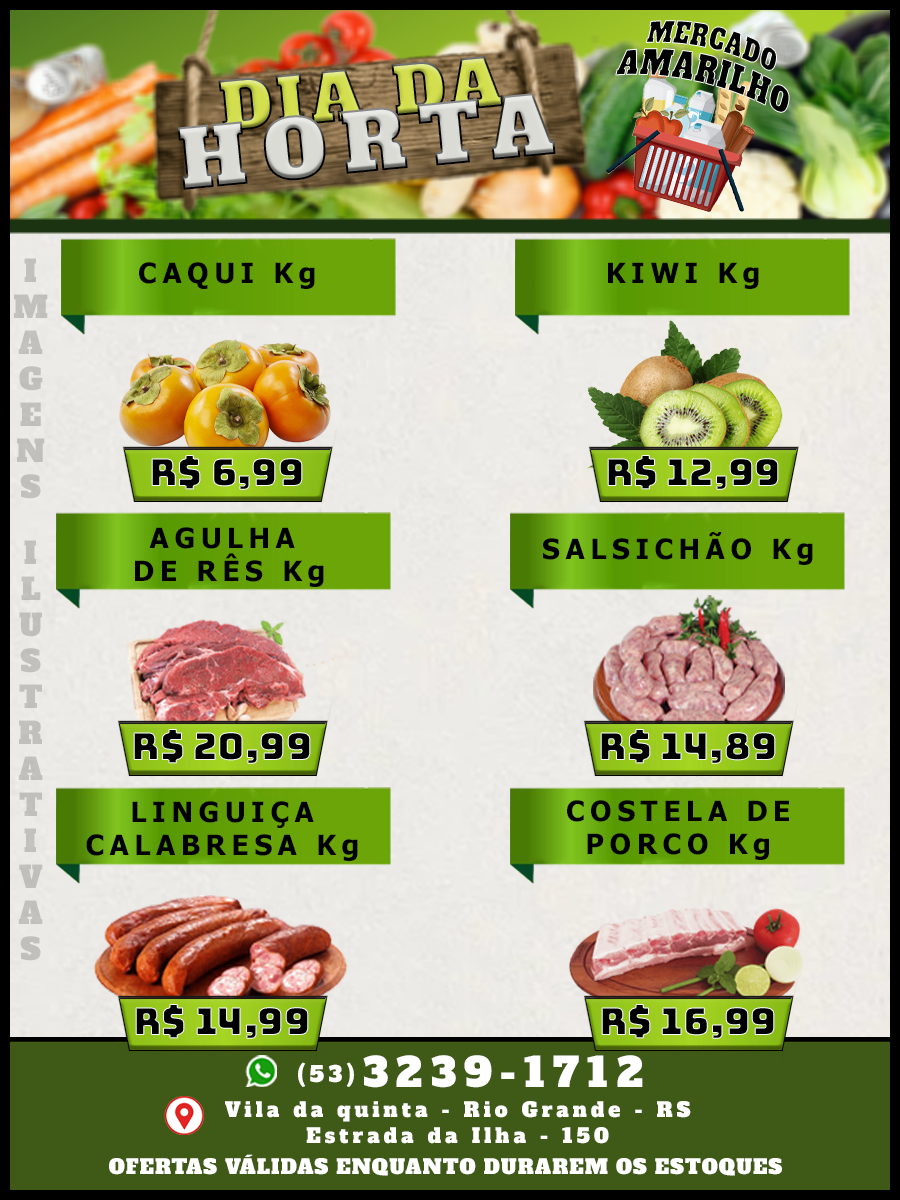 DIA DA
HORTA
MERCADO
AMARILHO
IMAGENS ILUSTRATIVAS
CAQUI Kg
R$ 6,99
KIWI Kg
R$ 12,99
AGULHA
DE RÊS Kg
R$ 20,99
SALSICHÃO Kg
R$ 14,89
LINGUIÇA
CALABRESA Kg
R$ 14,99
COSTELA DE
PORCO Kg
R$ 16,99
(53) 3239-1712
Vila da quinta - Rio Grande - RS
Estrada da Ilha - 150
OFERTAS VÁLIDAS ENQUANTO DURAREM OS ESTOQUES